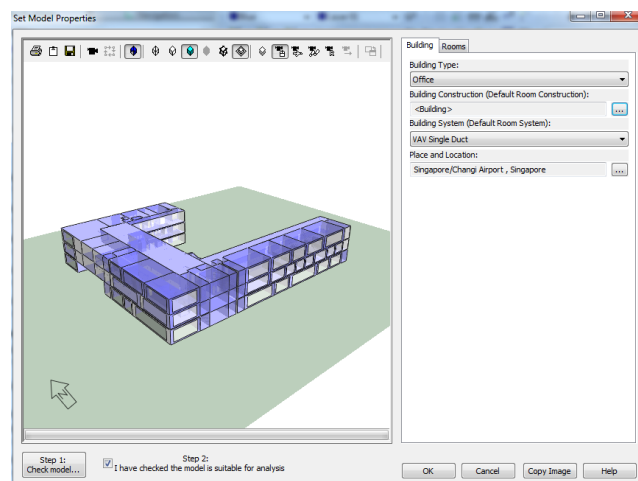 Set Model Properties
Building
Rooms
Building Type:
Office
Building Construction (Default Room Construction):
<Building>
...
Building System (Default Room System):
VAV Single Duct
Place and Location:
Singapore/Changi Airport , Singapore
...
Step 1:
Check model...
Step 2:
I have checked the model is suitable for analysis
OK
Cancel
Copy Image
Help